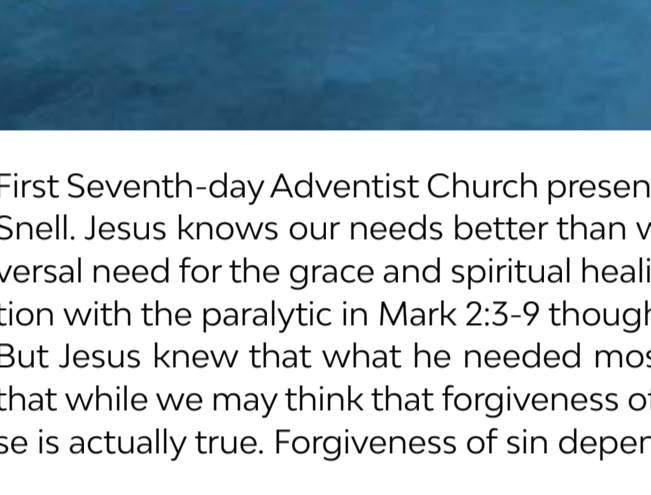 First Seventh-day Adventist Church presen
Snell. Jesus knows our needs better than w
versal need for the grace and spiritual heali
tion with the paralytic in Mark 2:3-9 though
But Jesus knew that what he needed mos
that while we may think that forgiveness of
se is actually true. Forgiveness of sin depen